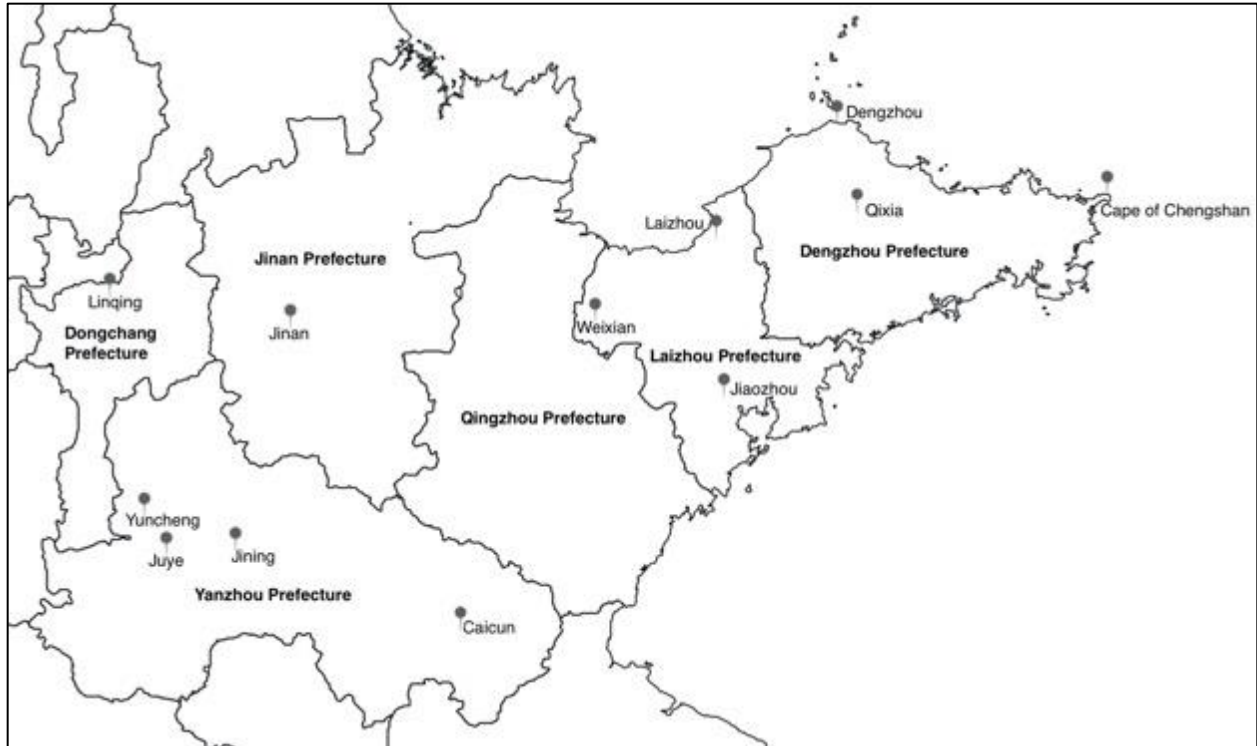 Dengzhou
Cape of Chengshan
Qixia
Laizhou
Dengzhou Prefecture
Jinan Prefecture
Linqing
Jinan
Weixian
Dongchang
Prefecture
Laizhou Prefecture
Jiaozhou
Qingzhou Prefecture
Yuncheng
Juye
Jining
Yanzhou Prefecture
Caicun